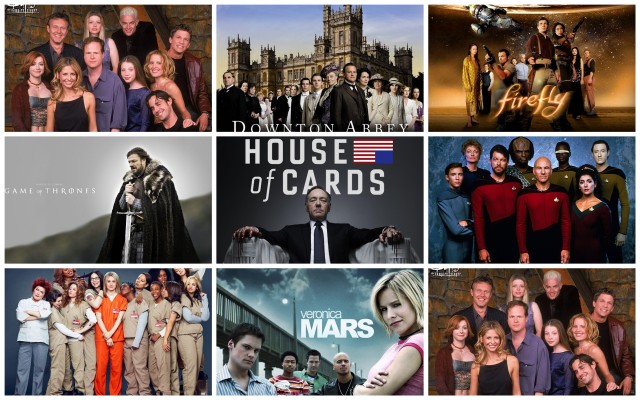 DOWNTON ABBEY
firefly
GAME OF THRONES
HOUSE
of CARDS
veronica
MARS